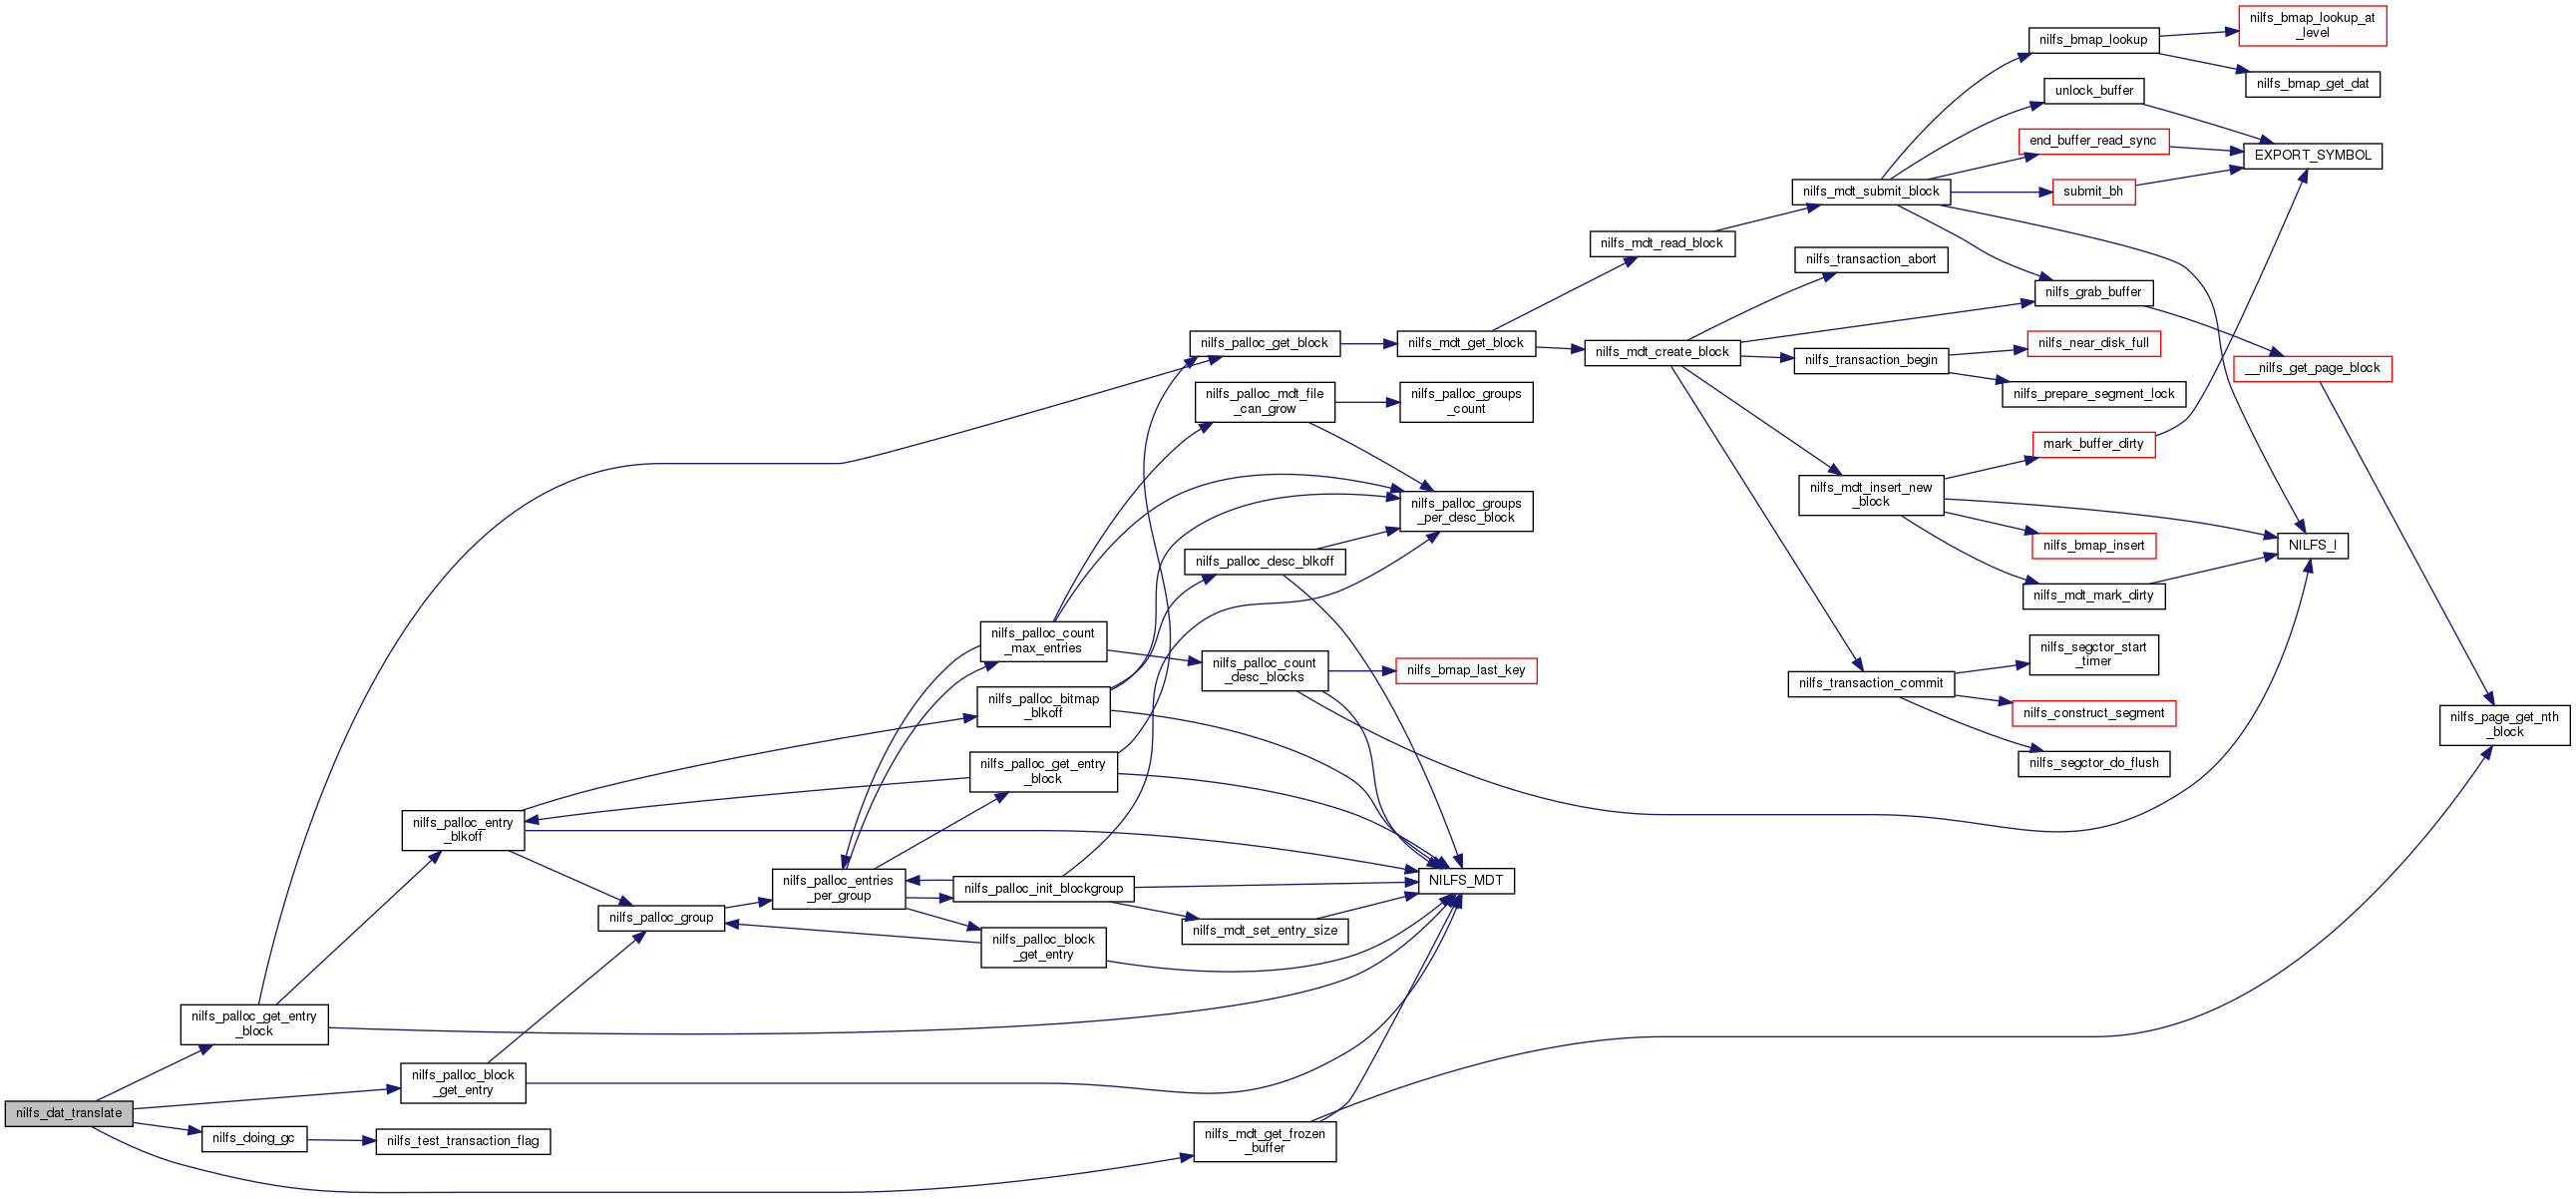 nilfs_bmap_lookup_at
_level
nilfs_bmap_lookup
nilfs_bmap_get_dat
unlock_buffer
end_buffer_read_sync
EXPORT_SYMBOL
nilfs_mdt_submit_block
submit_bh
nilfs_mdt_read_block
nilfs_transaction_abort
nilfs_grab_buffer
nilfs_palloc_get_block
nilfs_mdt_get_block
nilfs_mdt_create_block
nilfs_transaction_begin
nilfs_near_disk_full
__nilfs_get_page_block
nilfs_prepare_segment_lock
nilfs_palloc_mdt_file
_can_grow
nilfs_palloc_groups
_count
mark_buffer_dirty
nilfs_mdt_insert_new
_block
nilfs_palloc_groups
_per_desc_block
nilfs_bmap_insert
NILFS_I
nilfs_palloc_desc_blkoff
nilfs_mdt_mark_dirty
nilfs_palloc_count
_max_entries
nilfs_palloc_count
_desc_blocks
nilfs_bmap_last_key
nilfs_segctor_start
_timer
nilfs_transaction_commit
nilfs_construct_segment
nilfs_palloc_bitmap
_blkoff
nilfs_page_get_nth
_block
nilfs_segctor_do_flush
nilfs_palloc_get_entry
_block
nilfs_palloc_entry
_blkoff
nilfs_palloc_entries
_per_group
nilfs_palloc_init_blockgroup
NILFS_MDT
nilfs_palloc_group
nilfs_mdt_set_entry_size
nilfs_palloc_block
_get_entry
nilfs_palloc_get_entry
_block
nilfs_palloc_block
_get_entry
nilfs_dat_translate
nilfs_doing_gc
nilfs_test_transaction_flag
nilfs_mdt_get_frozen
_buffer